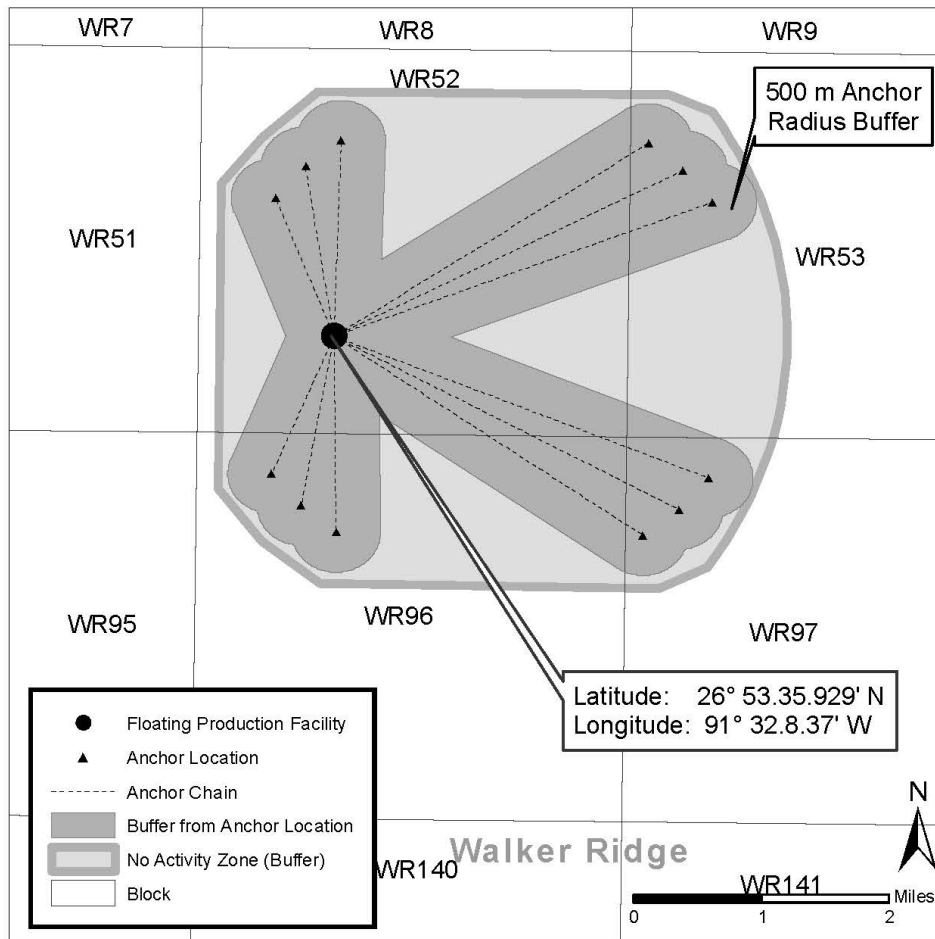 WR7
WR8
WR9
WR52
500 m Anchor
Radius Buffer
WR51
WR53
WR95
WR96
WR97
Latitude: 26° 53.35.929' N
Longitude: 91° 32.8.37' W
Floating Production Facility
Anchor Location
Anchor Chain
Buffer from Anchor Location
No Activity Zone (Buffer)
Block
N
Walker Ridge
WR140
WR141
Miles
0 1 2